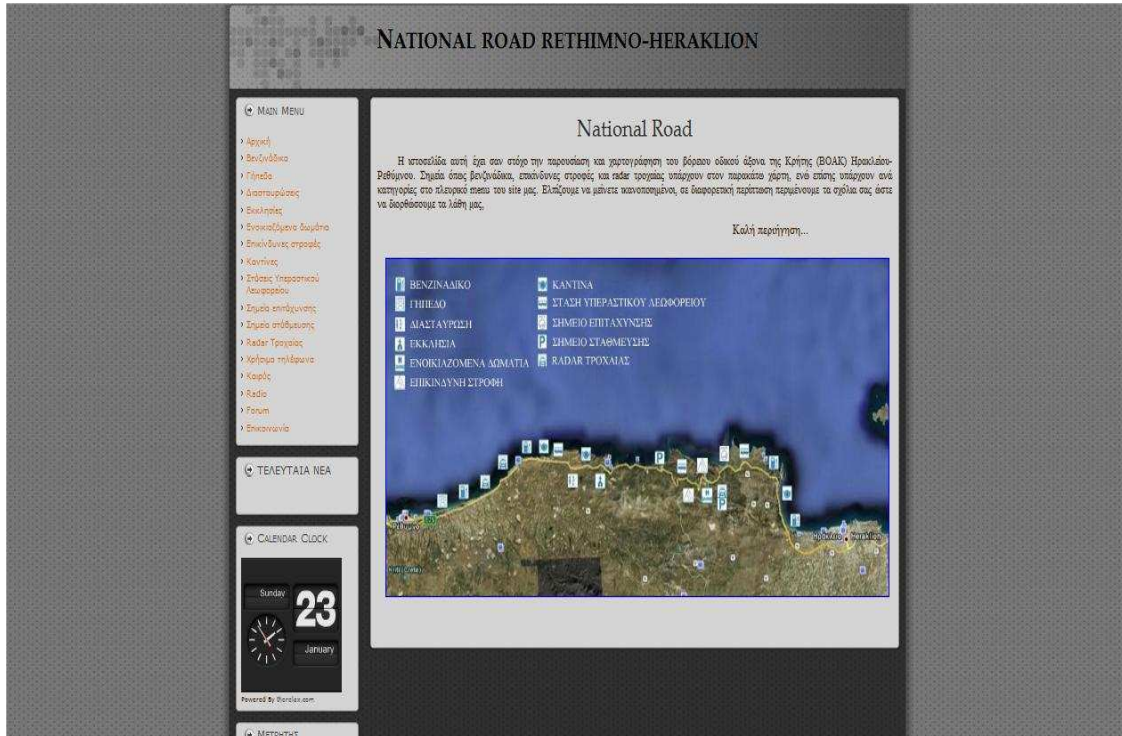 NATIONAL ROAD RETHIMNO-HERAKLION
MAIN MENU
Αρχική
Βενζινάδικα
Γήπεδα
Διασταυρώσεις
Εκκλησίες
Ενοικιαζόμενα δωμάτια
Επικίνδυνες στροφές
Καντίνες
Στάσεις Υπεραστικού
Λεωφορείου
Σημεία επιτάχυνσης
Σημεία στάθμευσης
Radar Τροχαίας
Χρήσιμα τηλέφωνα
Καιρός
Radio
Forum
Επικοινωνία
ΤΕΛΕΥΤΑΙΑ ΝΕΑ
CALENDAR CLOCK
Sunday
23
January
Powered By
ΜΕΤΡΗΤΗΣ
National Road
Η ιστοσελίδα αυτή έχει σαν στόχο την παρουσίαση και χαρτογράφηση του βόρειου οδικού άξονα της Κρήτης (ΒΟΑΚ) Ηρακλείου-
Ρεθύμνου. Σημεία όπως βενζινάδικα, επικίνδυνες στροφές και radar τροχαίας υπάρχουν στον παρακάτω χάρτη, ενώ επίσης υπάρχουν ανά
κατηγορίες στο πλευρικό menu του site μας. Ελπίζουμε να μείνετε ικανοποιημένοι, σε διαφορετική περίπτωση περιμένουμε τα σχόλια σας ώστε
να διορθάσουμε τα λάθη μας,
Καλή περιήγηση...
ΒΕΝΖΙΝΑΔΙΚΟ
ΓΗΠΕΔΟ
ΔΙΑΣΤΑΥΡΩΣΗ
ΕΚΚΛΗΣΙΑ
ΕΝΟΙΚΙΑΖΟΜΕΝΑ ΔΩΜΑΤΙΑ
ΕΠΙΚΙΝΔΥΝΗ ΣΤΡΟΦΗ
ΚΑΝΤΙΝΑ
ΣΤΑΣΗ ΥΠΕΡΑΣΤΙΚΟΥ ΛΕΩΦΟΡΕΙΟΥ
ΣΗΜΕΙΟ ΕΠΙΤΑΧΥΝΣΗΣ
P ΣΗΜΕΙΟ ΣΤΑΘΜΕΥΣΗΣ
RADAR ΤΡΟΧΑΙΑΣ
P
P
Ρέθυμνο
Ηράκλειο Heraklion